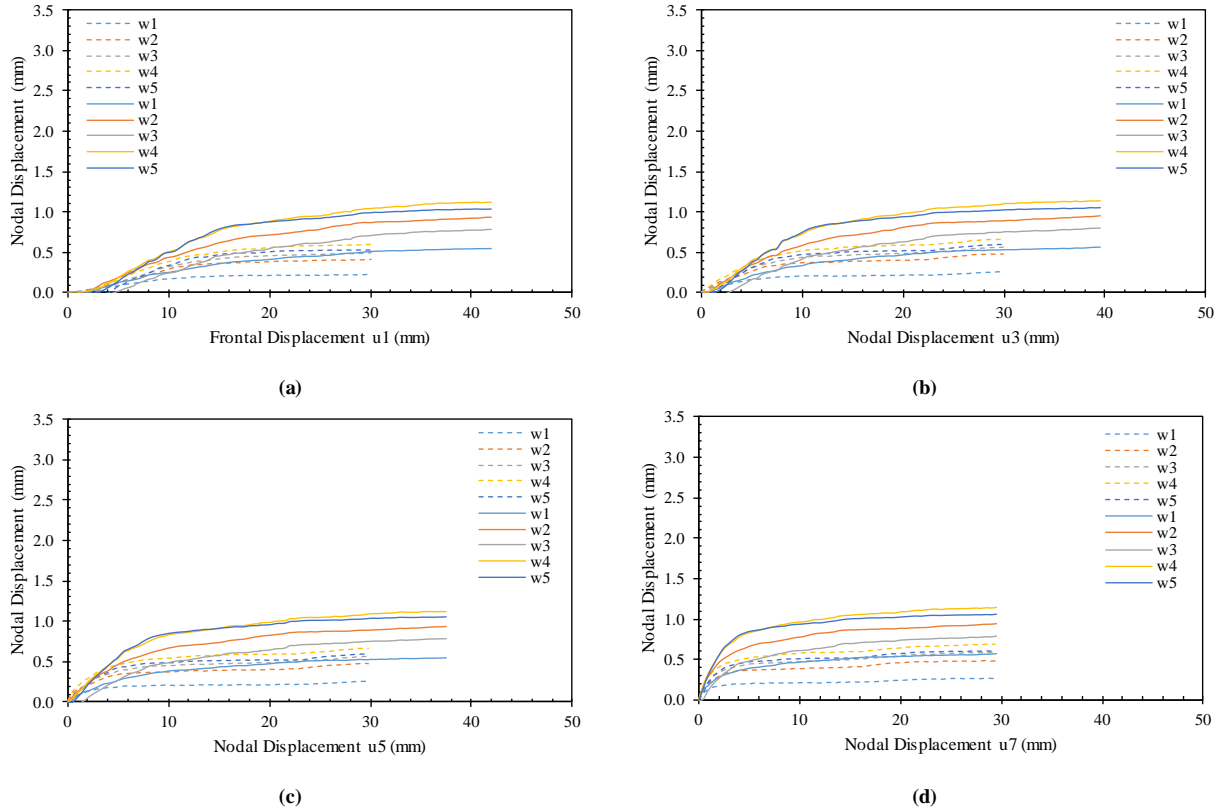 3.5
3.0
2.5
2.0
1.5
1.0
0.5
0.0
Nodal Displacement (mm)
w1
w2
w3
w4
w5
w1
w2
w3
w4
w5
0 10 20 30 40 50
Frontal Displacement u1 (mm)
(a)
3.5
3.0
2.5
2.0
1.5
1.0
0.5
0.0
Nodal Displacement (mm)
w1
w2
w3
w4
w5
w1
w2
w3
w4
w5
0 10 20 30 40 50
Nodal Displacement u3 (mm)
(b)
3.5
3.0
2.5
2.0
1.5
1.0
0.5
0.0
Nodal Displacement (mm)
w1
w2
w3
w4
w5
w1
w2
w3
w4
w5
0 10 20 30 40 50
Nodal Displacement u5 (mm)
(c)
3.5
3.0
2.5
2.0
1.5
1.0
0.5
0.0
Nodal Displacement (mm)
w1
w2
w3
w4
w5
w1
w2
w3
w4
w5
0 10 20 30 40 50
Nodal Displacement u7 (mm)
(d)